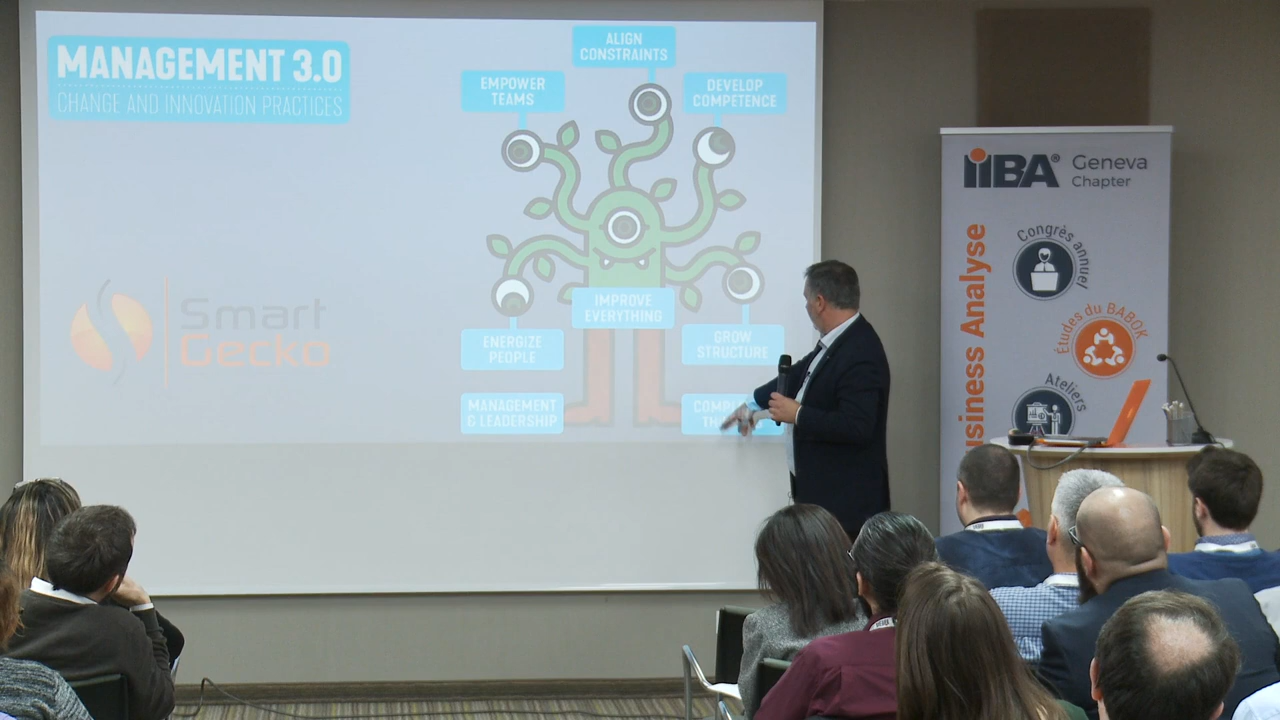 MANAGEMENT 3.0
CHANGE AND INNOVATION PRACTICES
ALIGN
CONSTRAINTS
EMPOWER
TEAMS
DEVELOP
COMPETENCE
IMPROVE
EVERYTHING
ENERGIZE
PEOPLE
GROW
STRUCTURE
MANAGEMENT
& LEADERSHIP
Smart
Gecko
iiBA® Geneva
Chapter
Congrès annuel
Études du BABOK
Ateliers
Analyse